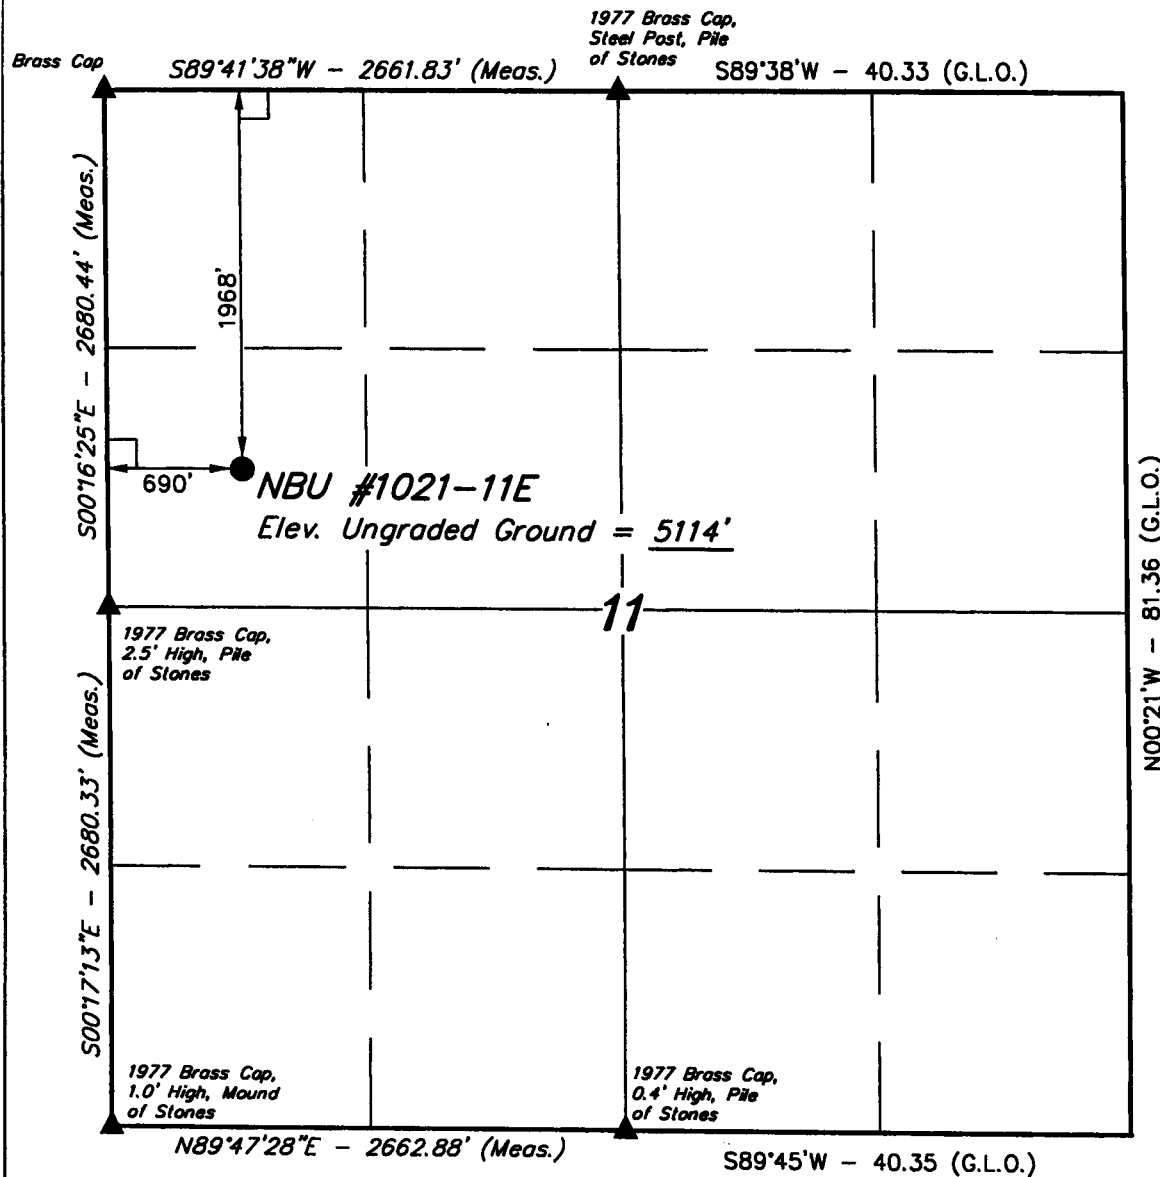 1977 Brass Cap,
Steel Post, Pile
of Stones
Brass Cap
S89°41'38"W - 2661.83' (Meas.)
S89°38'W - 40.33 (G.L.O.)
S00°16'25"E - 2680.44' (Meas.)
1968'
690'
NBU #1021-11E
Elev. Ungraded Ground = 5114'
N00°21'W - 81.36 (G.L.O.)
11
1977 Brass Cap,
2.5' High, Pile
of Stones
S00°17'13"E - 2680.33' (Meas.)
1977 Brass Cap,
1.0' High, Mound
of Stones
1977 Brass Cap,
0.4' High, Pile
of Stones
N89°47'28"E - 2662.88' (Meas.)
S89°45'W - 40.35 (G.L.O.)